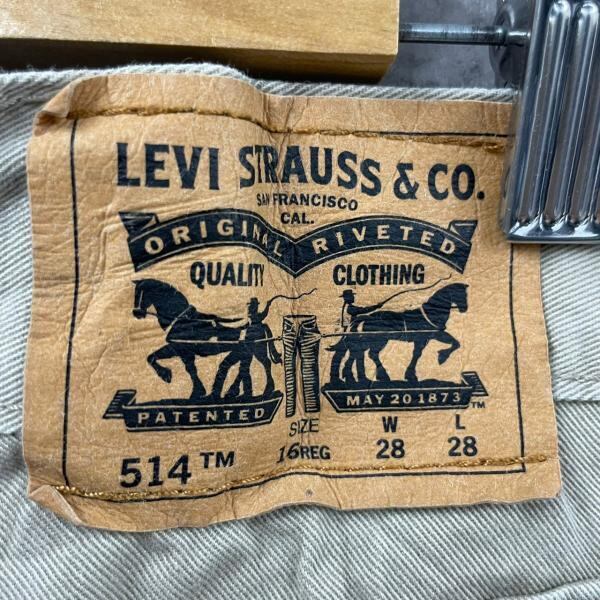 LEVI STRAUSS & CO.
SAN FRANCISCO
CAL.
ORIGINAL RIVETED
QUALITY CLOTHING
PATENTED MAY 20 1873 ™
SIZE W L
514™ 16REG 28 28